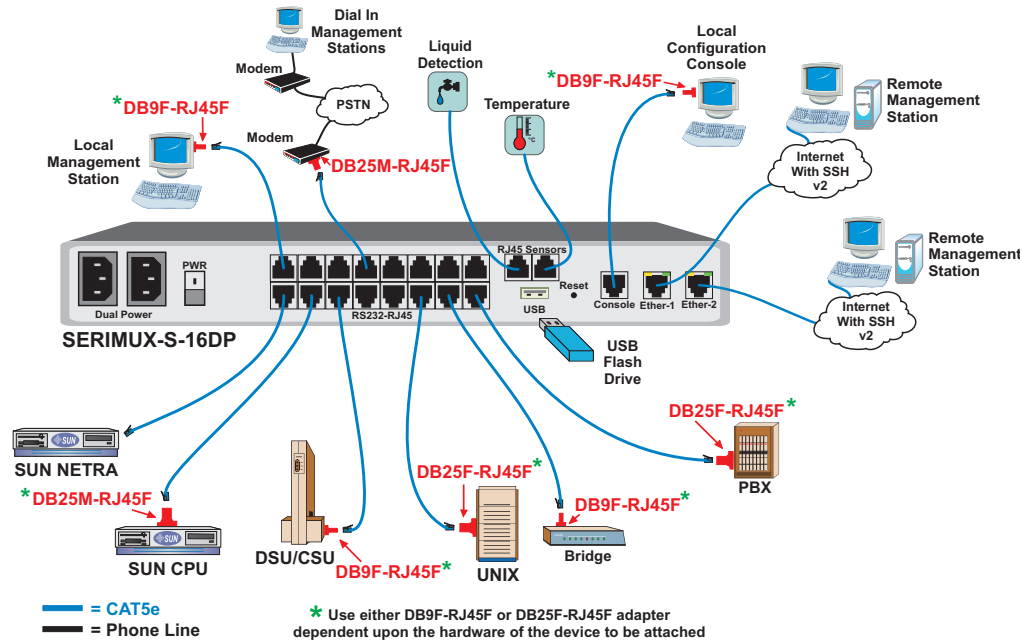 Dial In
Management
Stations
Modem
PSTN
Modem
*DB9F-RJ45F
DB25M-RJ45F
Local
Management
Station
Liquid
Detection
Temperature
°C
Local
Configuration
Console
*DB9F-RJ45F
Remote
Management
Station
Internet
With SSH
v2
Remote
Management
Station
Internet
With SSH
v2
PWR
Dual Power
RS232-RJ45
RJ45 Sensors
USB
Reset
Console
Ether-1
Ether-2
SERIMUX-S-16DP
USB
Flash
Drive
SUN
SUN NETRA
*DB25M-RJ45F
SUN
SUN CPU
DSU/CSU
DB9F-RJ45F*
DB25F-RJ45F*
UNIX
DB9F-RJ45F*
Bridge
DB25F-RJ45F*
PBX
= CAT5e
= Phone Line
* Use either DB9F-RJ45F or DB25F-RJ45F adapter
dependent upon the hardware of the device to be attached